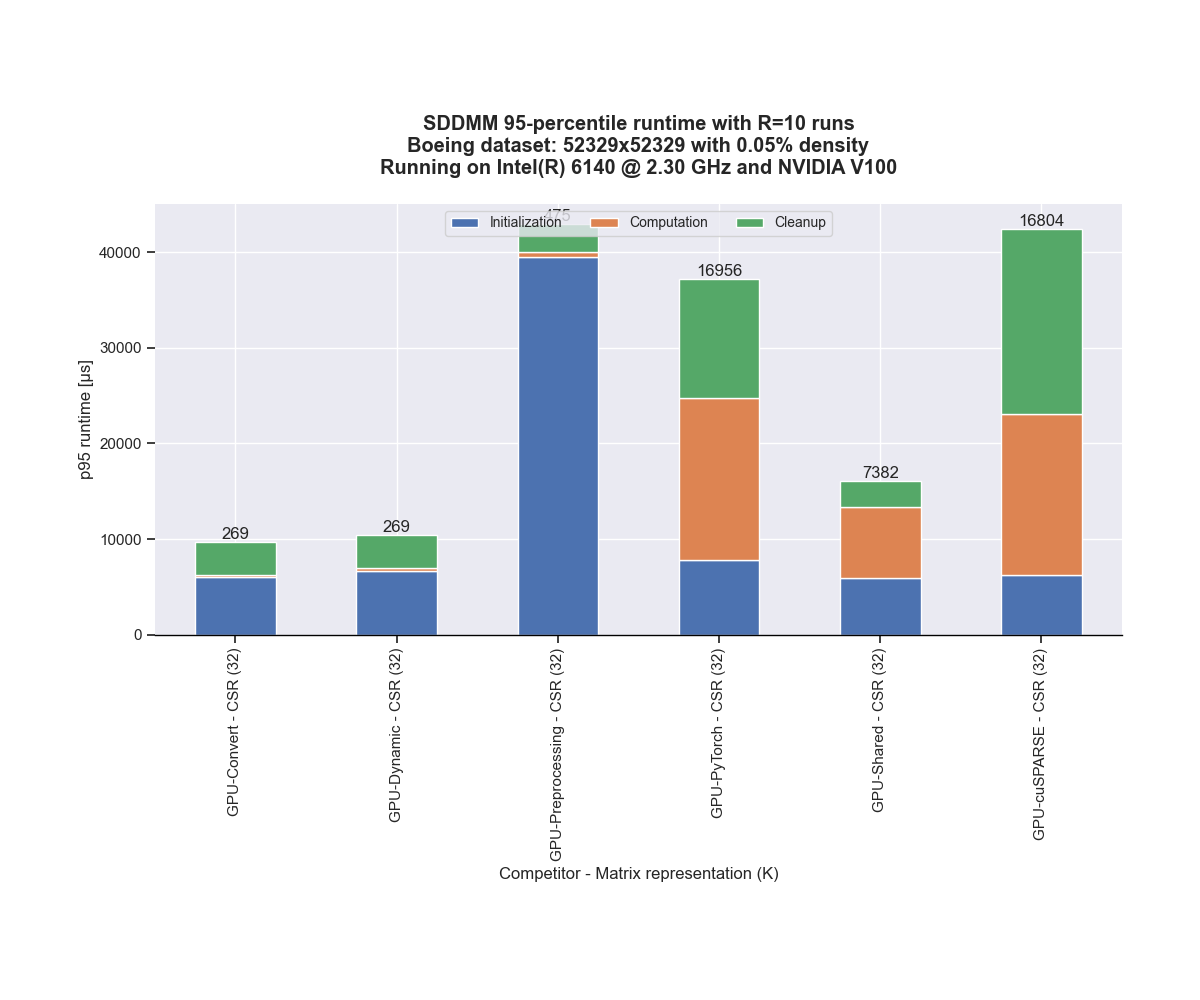 SDDMM 95-percentile runtime with R=10 runs
Boeing dataset: 52329x52329 with 0.05% density
Running on Intel(R) 6140 @ 2.30 GHz and NVIDIA V100
475
Initialization
Computation
Cleanup
16804
16956
7382
269
269
p95 runtime [µs]
40000
30000
20000
10000
0
GPU-Convert - CSR (32)
GPU-Dynamic - CSR (32)
GPU-Preprocessing - CSR (32)
GPU-PyTorch - CSR (32)
GPU-Shared - CSR (32)
GPU-cuSPARSE - CSR (32)
Competitor - Matrix representation (K)